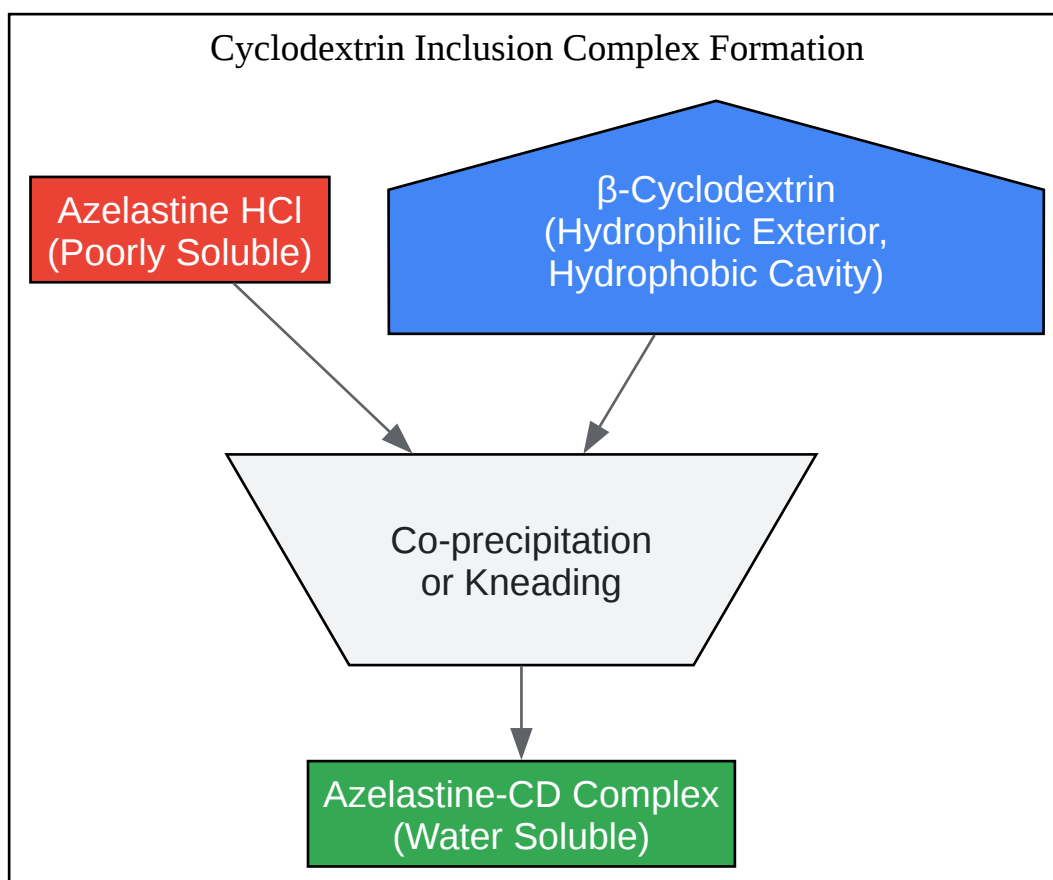 Cyclodextrin Inclusion Complex Formation
Azelastine HCl
(Poorly Soluble)
β-Cyclodextrin
(Hydrophilic Exterior,
Hydrophobic Cavity)
Co-precipitation
or Kneading
Azelastine-CD Complex
(Water Soluble)